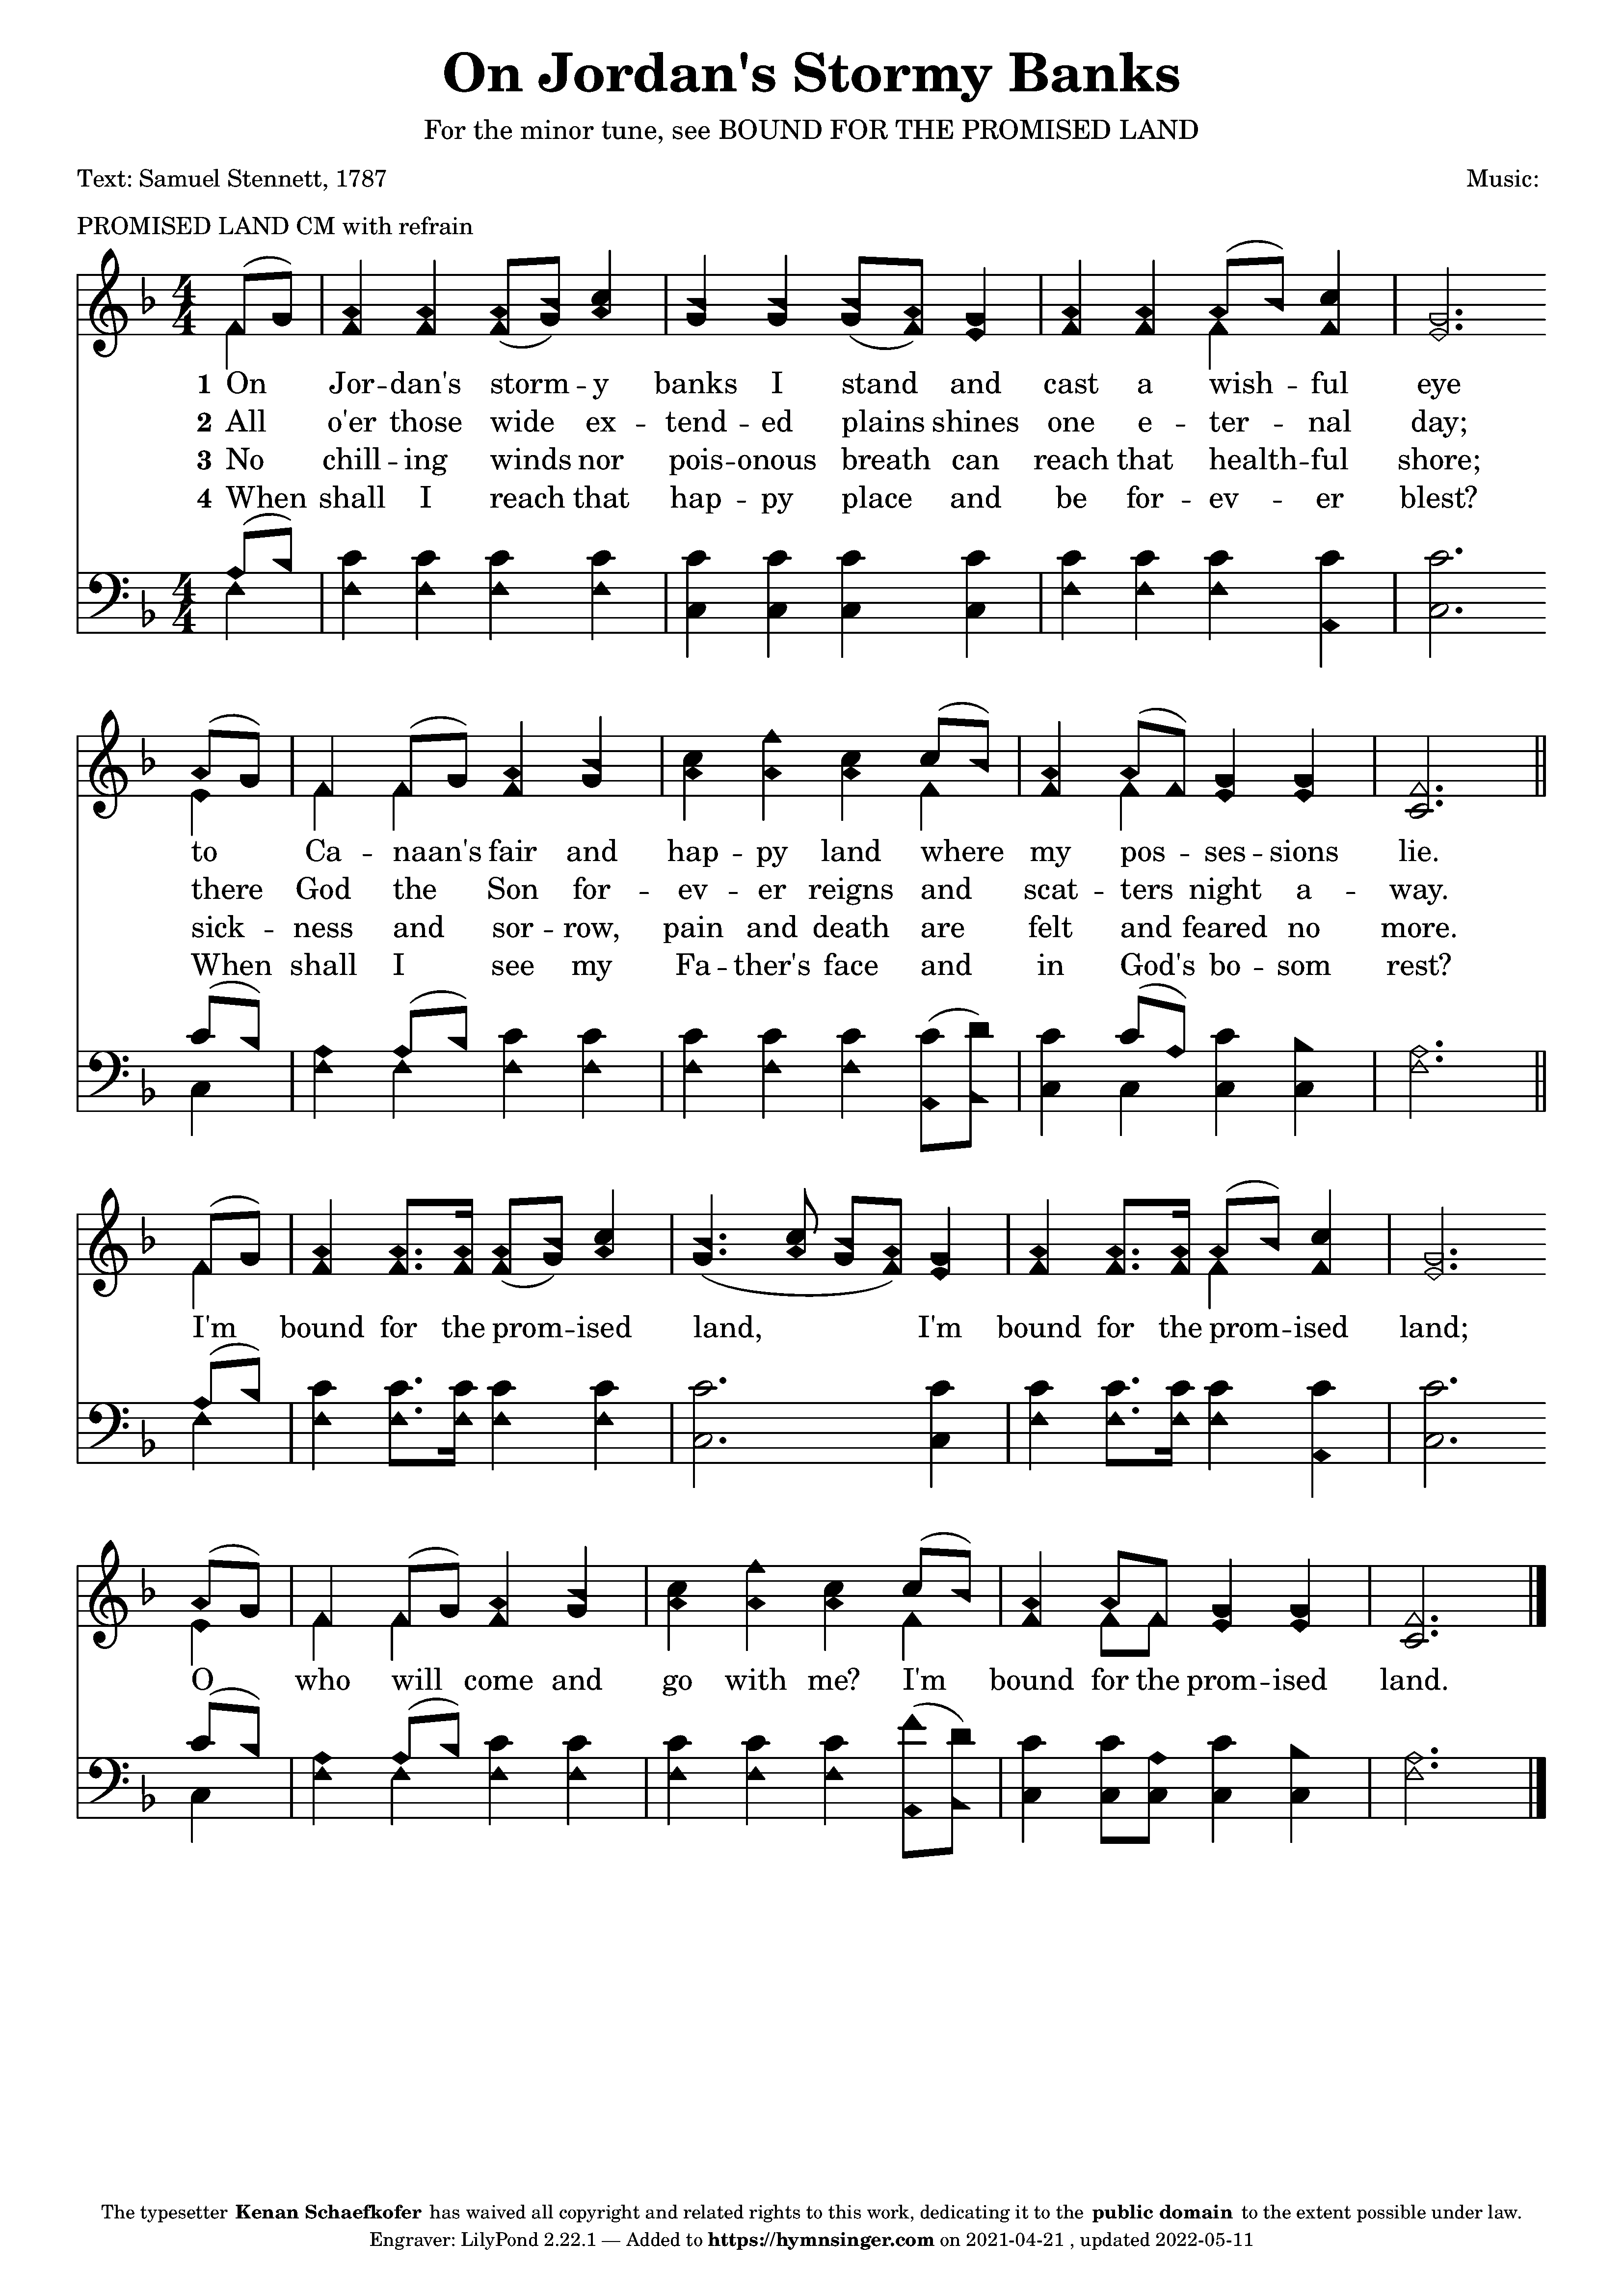 On Jordan's Stormy Banks
For the minor tune, see BOUND FOR THE PROMISED LAND
Text: Samuel Stennett, 1787
Music:
PROMISED LAND CM with refrain
4
4
1 On Jor -- dan's storm -- y banks I stand and cast a wish -- ful eye
2 All o'er those wide ex -- tend -- ed plains shines one e -- ter -- nal day;
3 No chill -- ing winds nor pois -- onous breath can reach that health -- ful shore;
4 When shall I reach that hap -- py place and be for -- ev -- er blest?
4
4
to Ca -- naan's fair and hap -- py land where my pos -- ses -- sions lie.
there God the Son for -- ev -- er reigns and scat -- ters night a -- way.
sick -- ness and sor -- row, pain and death are felt and feared no more.
When shall I see my Fa -- ther's face and in God's bo -- som rest?
I'm bound for the prom -- ised land, I'm bound for the prom -- ised land;
O who will come and go with me? I'm bound for the prom -- ised land.
The typesetter Kenan Schaefkofer has waived all copyright and related rights to this work, dedicating it to the public domain to the extent possible under law.
Engraver: LilyPond 2.22.1 — Added to https://hymnsinger.com on 2021-04-21 , updated 2022-05-11